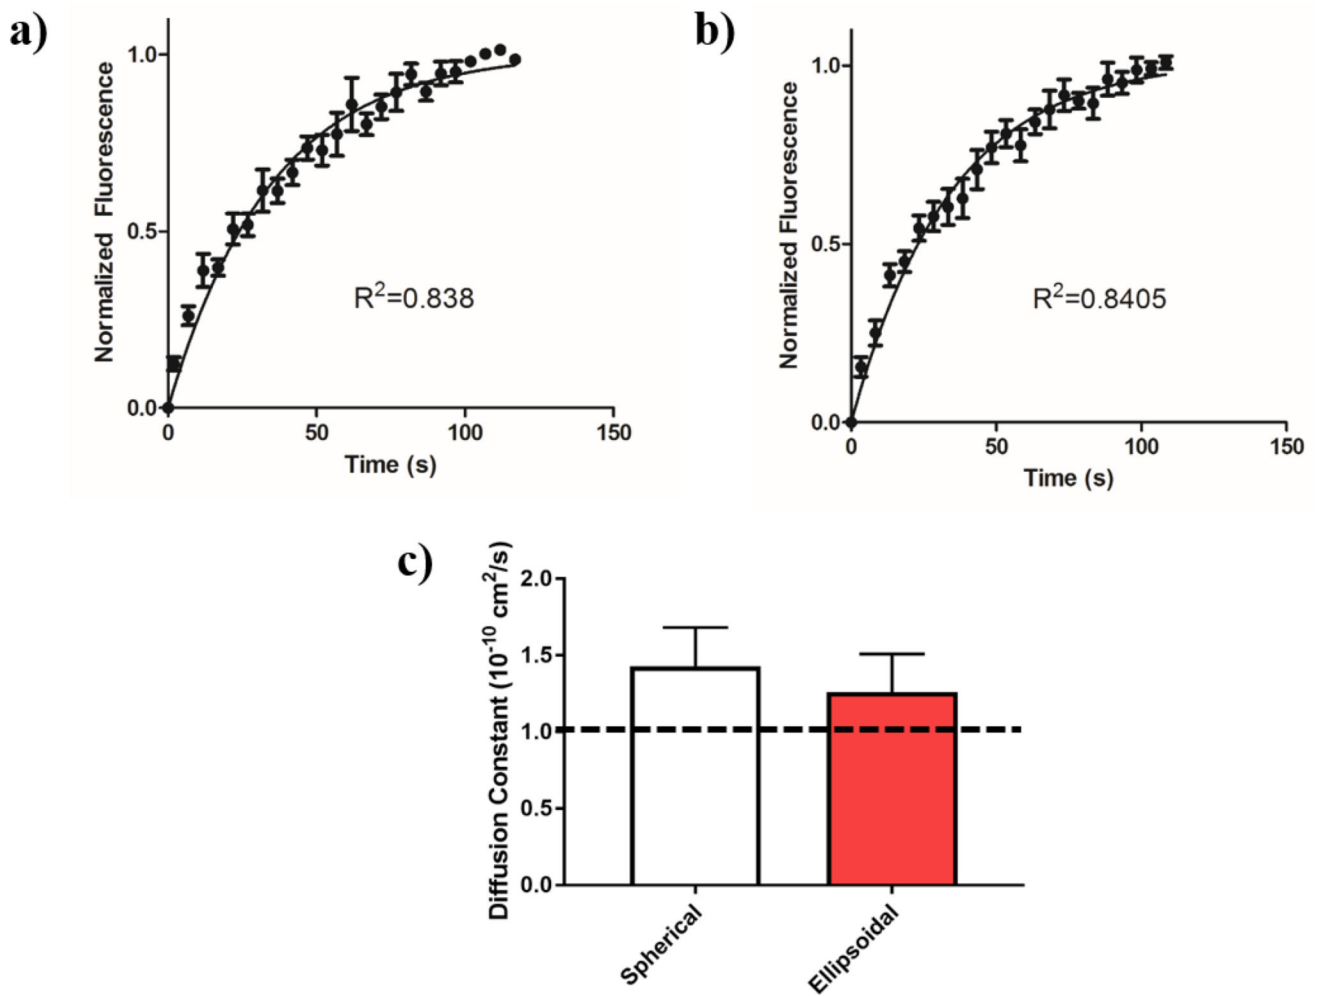 a)
Normalized Fluorescence
1.0
0.5
0.0
R²=0.838
0 50 100 150
Time (s)
b)
Normalized Fluorescence
1.0
0.5
0.0
R²=0.8405
0 50 100 150
Time (s)
c)
Diffusion Constant (10⁻¹⁰ cm²/s)
2.0
1.5
1.0
0.5
0.0
Spherical
Ellipsoidal